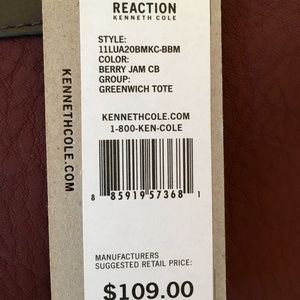 REACTION
KENNETH COLE
STYLE:
11LUA20BMKC-BBM
COLOR:
BERRY JAM CB
GROUP:
GREENWICH TOTE
KENNETHCOLE.COM
1-800-KEN-COLE
8 85919 57368 1
MANUFACTURERS
SUGGESTED RETAIL PRICE:
$109.00
KENNETHCOLE.COM